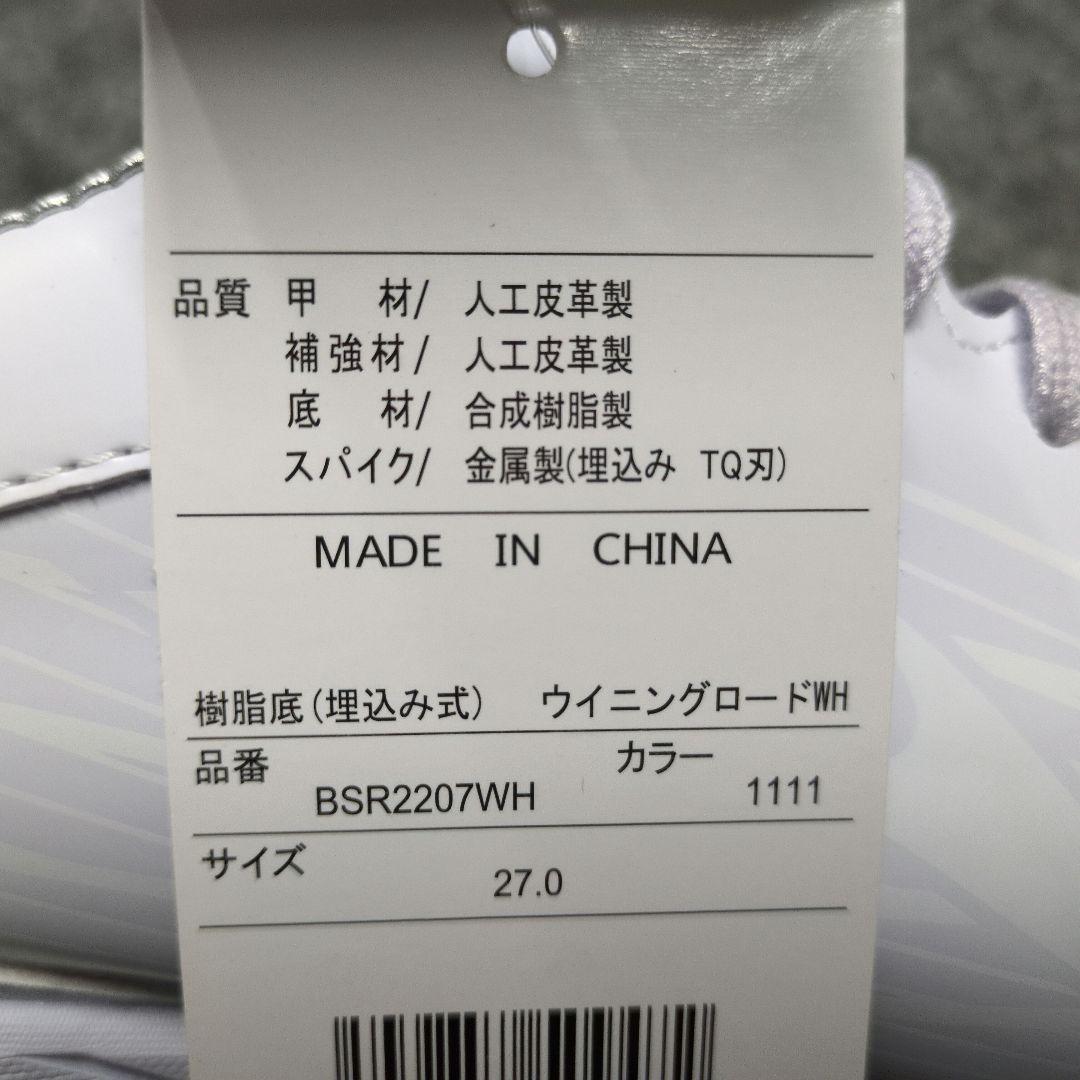 品質 甲 材/ 人工皮革製
補強材/ 人工皮革製
底 材/ 合成樹脂製
スパイク/ 金属製(埋込み TQ刃)
MADE IN CHINA
樹脂底(埋込み式) ウイニングロードWH
品番 カラー
BSR2207WH 1111
サイズ
27.0